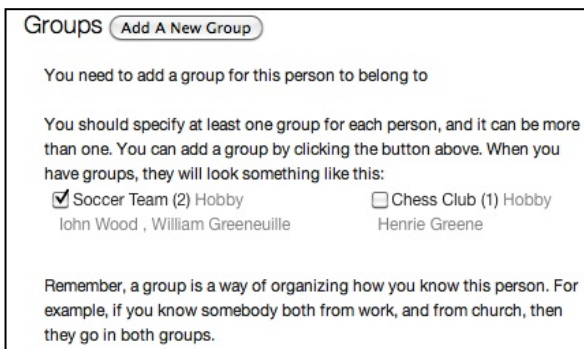 Groups Add A New Group
You need to add a group for this person to belong to
You should specify at least one group for each person, and it can be more
than one. You can add a group by clicking the button above. When you
have groups, they will look something like this:
Soccer Team (2) Hobby Chess Club (1) Hobby
Iohn Wood , William Greeneuille Henrie Greene
Remember, a group is a way of organizing how you know this person. For
example, if you know somebody both from work, and from church, then
they go in both groups.